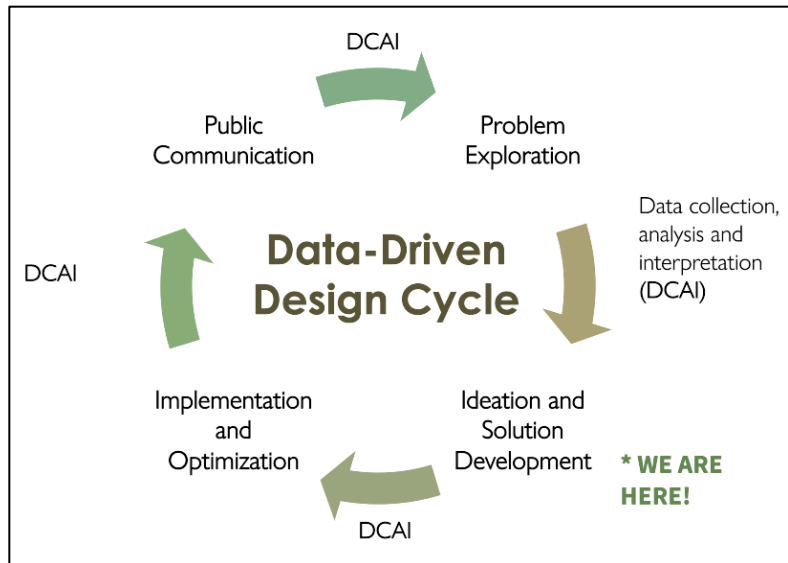 DCAI
Public
Communication
Problem
Exploration
Data collection,
analysis and
interpretation
(DCAI)
Data-Driven
Design Cycle
DCAI
Implementation
and
Optimization
Ideation and
Solution
Development
* WE ARE
HERE!
DCAI